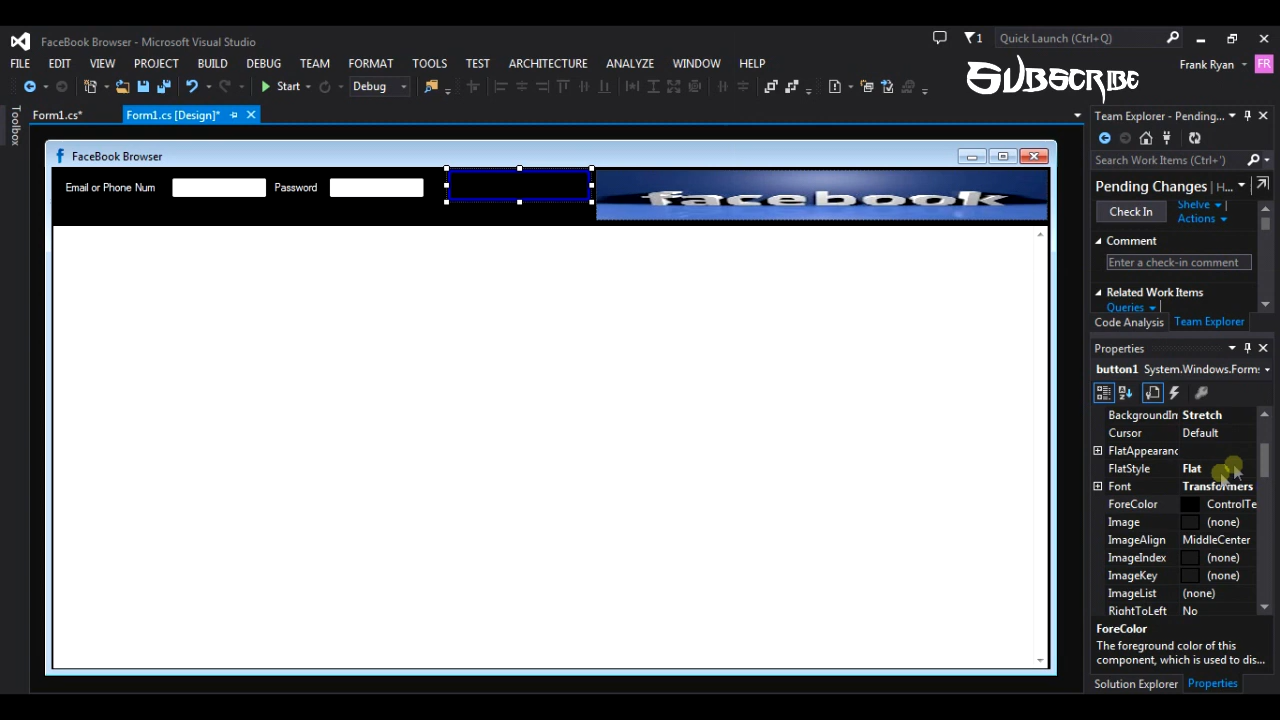 FaceBook Browser - Microsoft Visual Studio
1
Quick Launch (Ctrl+Q)
FILE EDIT VIEW PROJECT BUILD DEBUG TEAM FORMAT TOOLS TEST ARCHITECTURE ANALYZE WINDOW HELP
Frank Ryan FR
SUBSCRIBE
Start Debug
Toolbox
Form1.cs* Form1.cs [Design]*
FaceBook Browser
Email or Phone Num Password
facebook
Team Explorer - Pending...
Search Work Items (Ctrl+')
Pending Changes | H...
Check In Shelve
Actions
Comment
Enter a check-in comment
Related Work Items
Queries
Code Analysis Team Explorer
Properties
button1 System.Windows.Forms
BackgroundIn Stretch
Cursor Default
FlatAppearanc
FlatStyle Flat
Font Transformers
ForeColor ControlTe
Image (none)
ImageAlign MiddleCenter
ImageIndex (none)
ImageKey (none)
ImageList (none)
RightToLeft No
ForeColor
The foreground color of this
component, which is used to dis...
Solution Explorer Properties